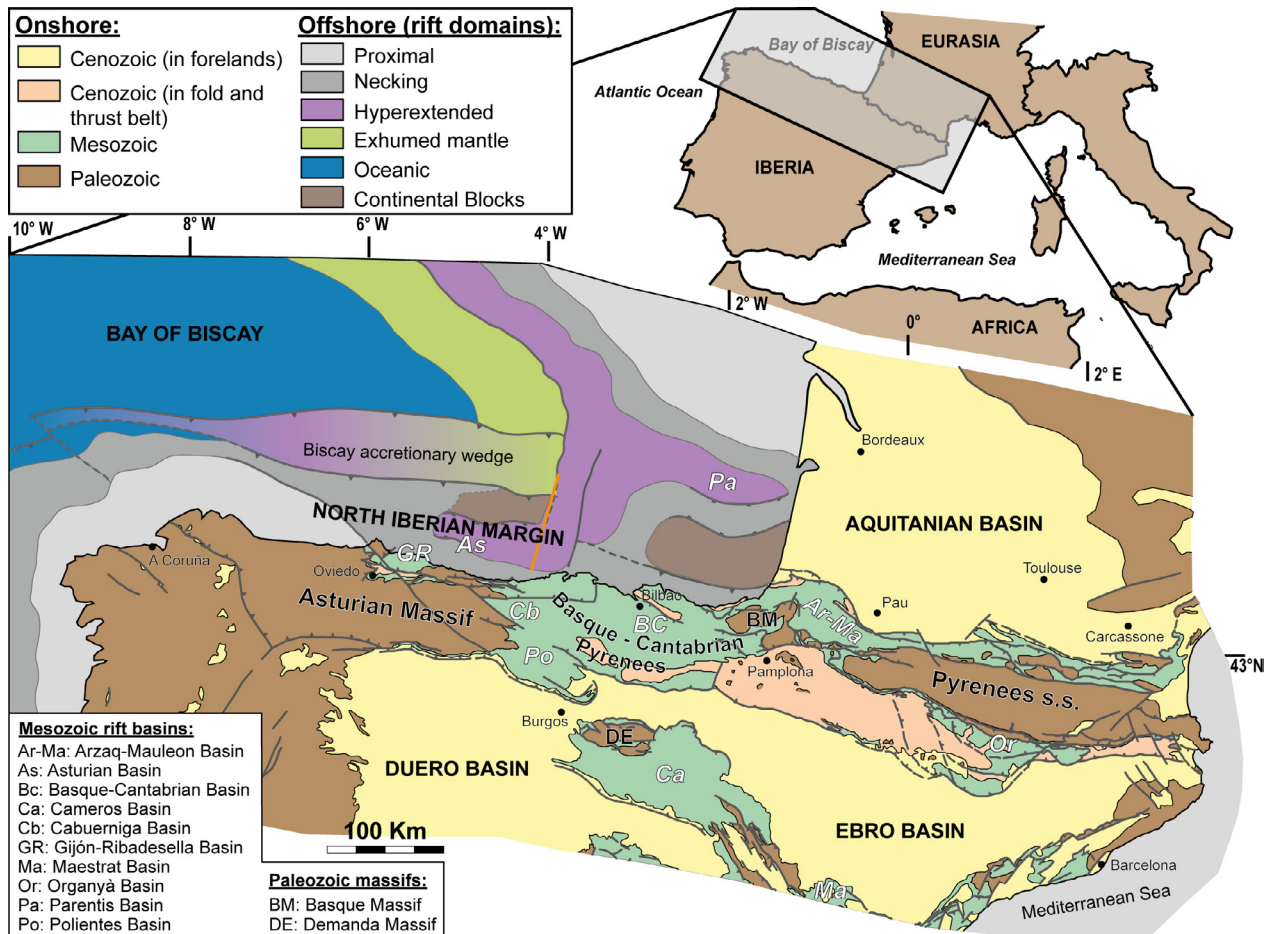 Onshore:
Cenozoic (in forelands)
Cenozoic (in fold and
thrust belt)
Mesozoic
Paleozoic
Offshore (rift domains):
Proximal
Necking
Hyperextended
Exhumed mantle
Oceanic
Continental Blocks
Bay of Biscay
EURASIA
Atlantic Ocean
IBERIA
Mediterranean Sea
AFRICA
10° W
8° W
6° W
4° W
2° W
0°
2° E
43°N
BAY OF BISCAY
Biscay accretionary wedge
NORTH IBERIAN MARGIN
Pa
As
GR
Bordeaux
AQUITANIAN BASIN
Toulouse
A Coruña
Oviedo
Asturian Massif
Cb
Po
Bilbao
BC
Basque - Cantabrian
Pyrenees
BM
Ar-Ma
Pau
Carcassone
Pamplona
Pyrenees s.s.
Or
Burgos
DE
DUERO BASIN
Ca
EBRO BASIN
Ma
Barcelona
Mediterranean Sea
100 Km
Mesozoic rift basins:
Ar-Ma: Arzaq-Mauleon Basin
As: Asturian Basin
Bc: Basque-Cantabrian Basin
Ca: Cameros Basin
Cb: Cabuerniga Basin
GR: Gijón-Ribadesella Basin
Ma: Maestrat Basin
Or: Organyà Basin
Pa: Parentis Basin
Po: Polientes Basin
Paleozoic massifs:
BM: Basque Massif
DE: Demanda Massif